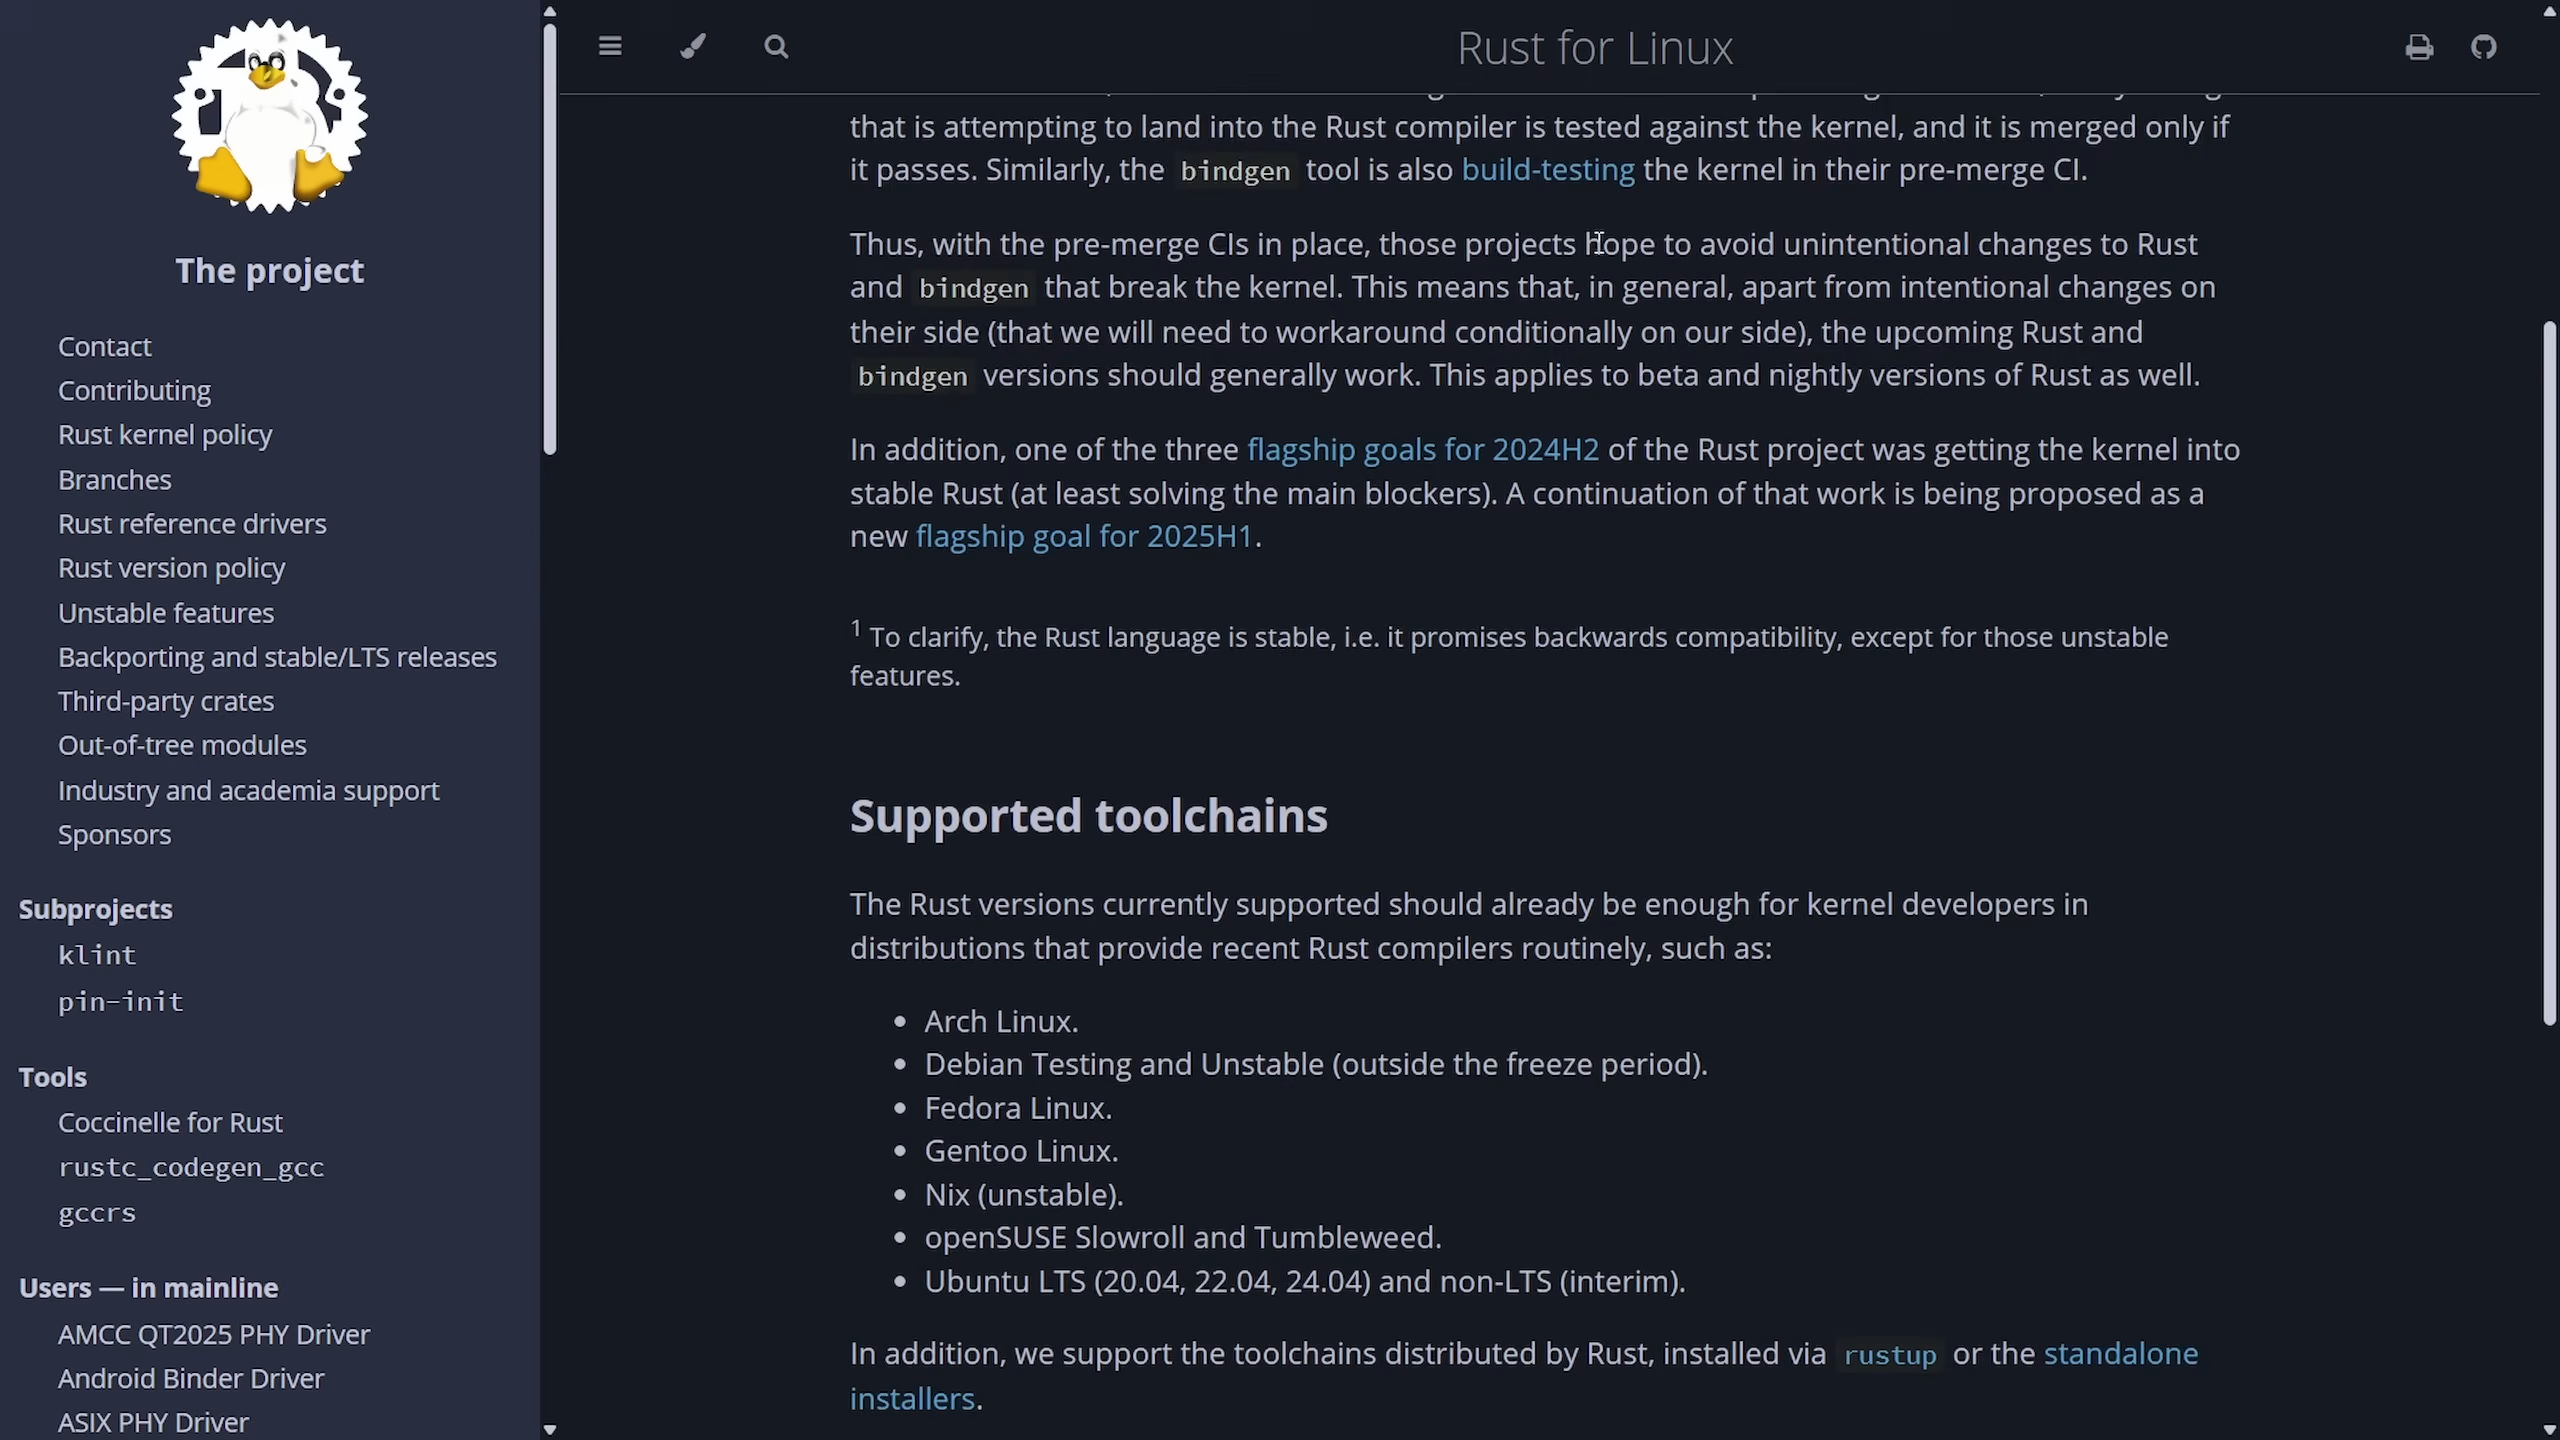 The project
Contact
Contributing
Rust kernel policy
Branches
Rust reference drivers
Rust version policy
Unstable features
Backporting and stable/LTS releases
Third-party crates
Out-of-tree modules
Industry and academia support
Sponsors
Subprojects
klint
pin-init
Tools
Coccinelle for Rust
rustc_codegen_gcc
gccrs
Users — in mainline
AMCC QT2025 PHY Driver
Android Binder Driver
ASIX PHY Driver
Rust for Linux
that is attempting to land into the Rust compiler is tested against the kernel, and it is merged only if
it passes. Similarly, the bindgen tool is also build-testing the kernel in their pre-merge CI.
Thus, with the pre-merge CIs in place, those projects hope to avoid unintentional changes to Rust
and bindgen that break the kernel. This means that, in general, apart from intentional changes on
their side (that we will need to workaround conditionally on our side), the upcoming Rust and
bindgen versions should generally work. This applies to beta and nightly versions of Rust as well.
In addition, one of the three flagship goals for 2024H2 of the Rust project was getting the kernel into
stable Rust (at least solving the main blockers). A continuation of that work is being proposed as a
new flagship goal for 2025H1.
1 To clarify, the Rust language is stable, i.e. it promises backwards compatibility, except for those unstable
features.
Supported toolchains
The Rust versions currently supported should already be enough for kernel developers in
distributions that provide recent Rust compilers routinely, such as:
• Arch Linux.
• Debian Testing and Unstable (outside the freeze period).
• Fedora Linux.
• Gentoo Linux.
• Nix (unstable).
• openSUSE Slowroll and Tumbleweed.
• Ubuntu LTS (20.04, 22.04, 24.04) and non-LTS (interim).
In addition, we support the toolchains distributed by Rust, installed via rustup or the standalone
installers.